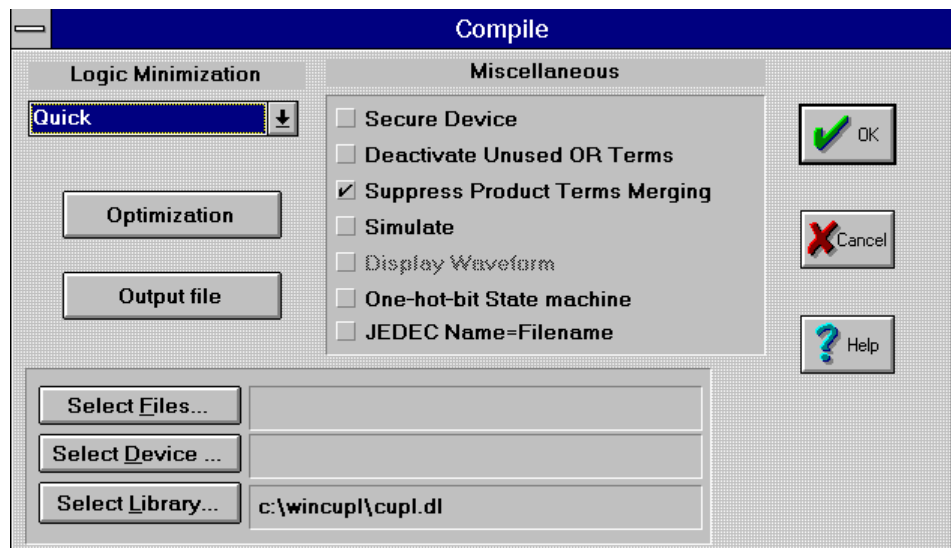 Compile
Logic Minimization
Miscellaneous
Quick
Secure Device
Deactivate Unused OR Terms
Suppress Product Terms Merging
Simulate
Display Waveform
One-hot-bit State machine
JEDEC Name=Filename
Optimization
Output file
OK
Cancel
Help
Select Files...
Select Device ...
Select Library...
c:\wincupl\cupl.dl